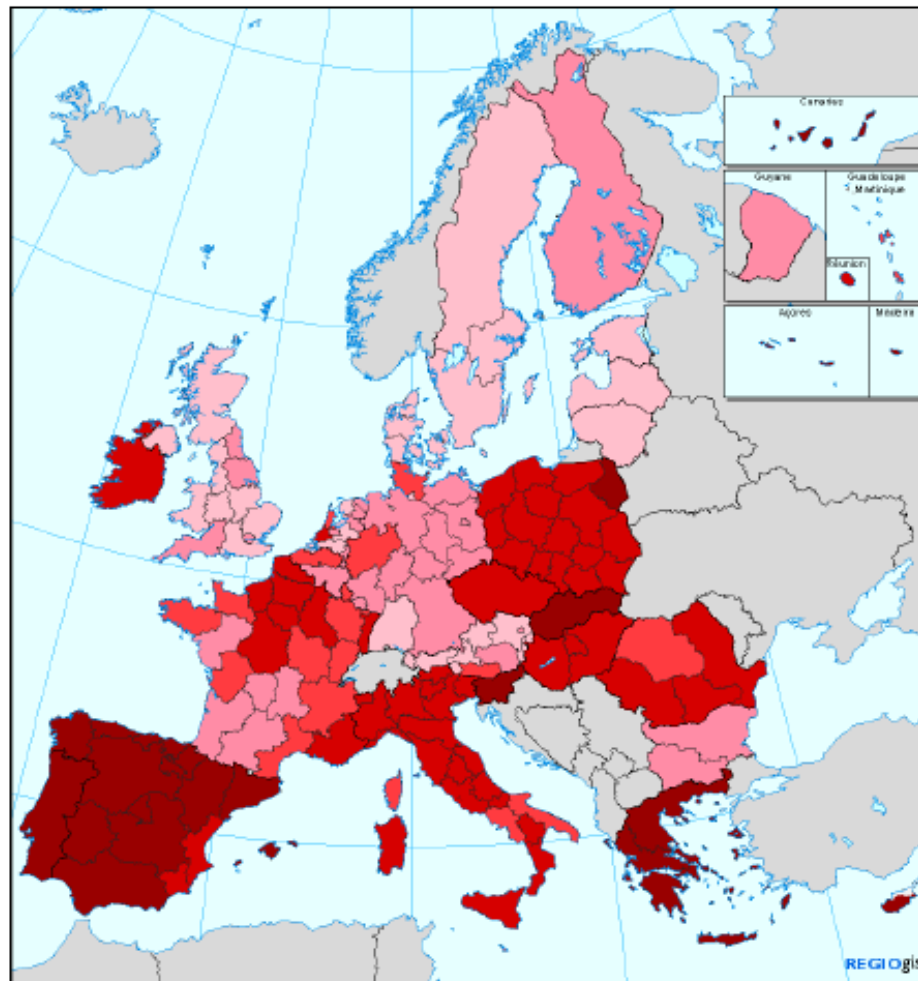 Canarias
Guyane
Guadeloupe
Martinique
Réunion
Açores
Madeira
REGIOgis